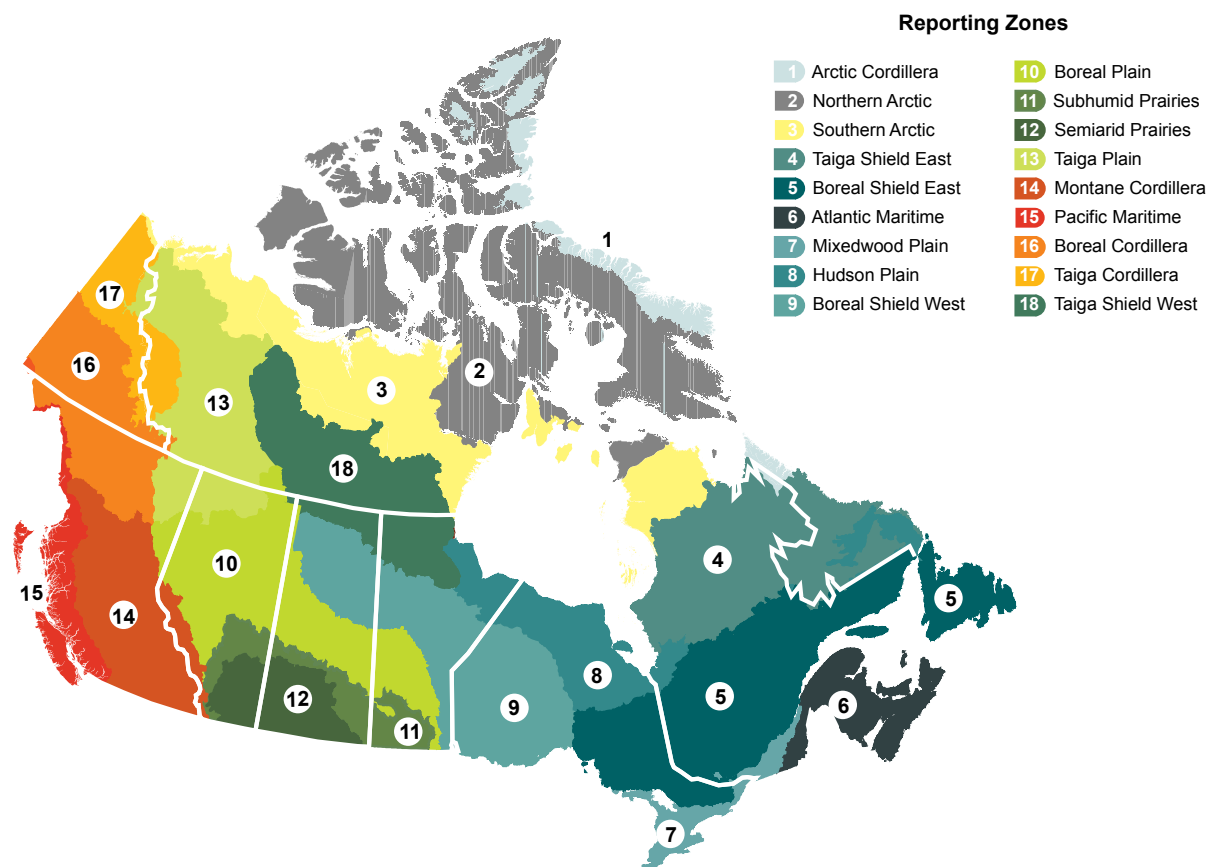 Reporting Zones
1 Arctic Cordillera
2 Northern Arctic
3 Southern Arctic
4 Taiga Shield East
5 Boreal Shield East
6 Atlantic Maritime
7 Mixedwood Plain
8 Hudson Plain
9 Boreal Shield West
10 Boreal Plain
11 Subhumid Prairies
12 Semiarid Prairies
13 Taiga Plain
14 Montane Cordillera
15 Pacific Maritime
16 Boreal Cordillera
17 Taiga Cordillera
18 Taiga Shield West
1
17
16
2
3
13
18
4
10
15
14
5
12
11
9
8
5
6
7